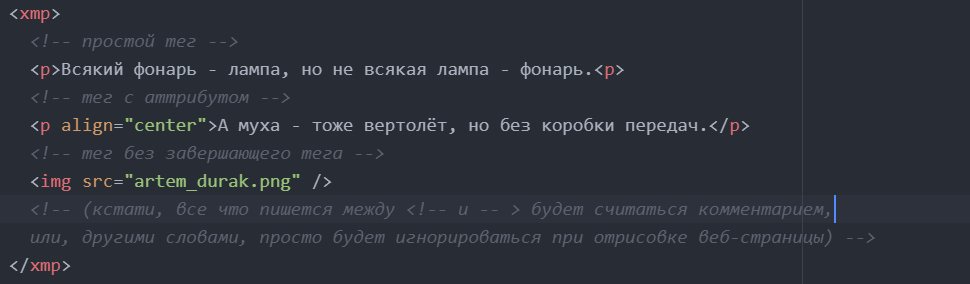 <xmp>
<!-- простой тег -->
<p>Всякий фонарь - лампа, но не всякая лампа - фонарь.<p>
<!-- тег с аттрибутом -->
<p align="center">А муха - тоже вертолёт, но без коробки передач.</p>
<!-- тег без завершающего тега -->
<img src="artem_durak.png" />
<!-- (кстати, все что пишется между <!-- и -- > будет считаться комментарием,
или, другими словами, просто будет игнорироваться при отрисовке веб-страницы) -->
</xmp>